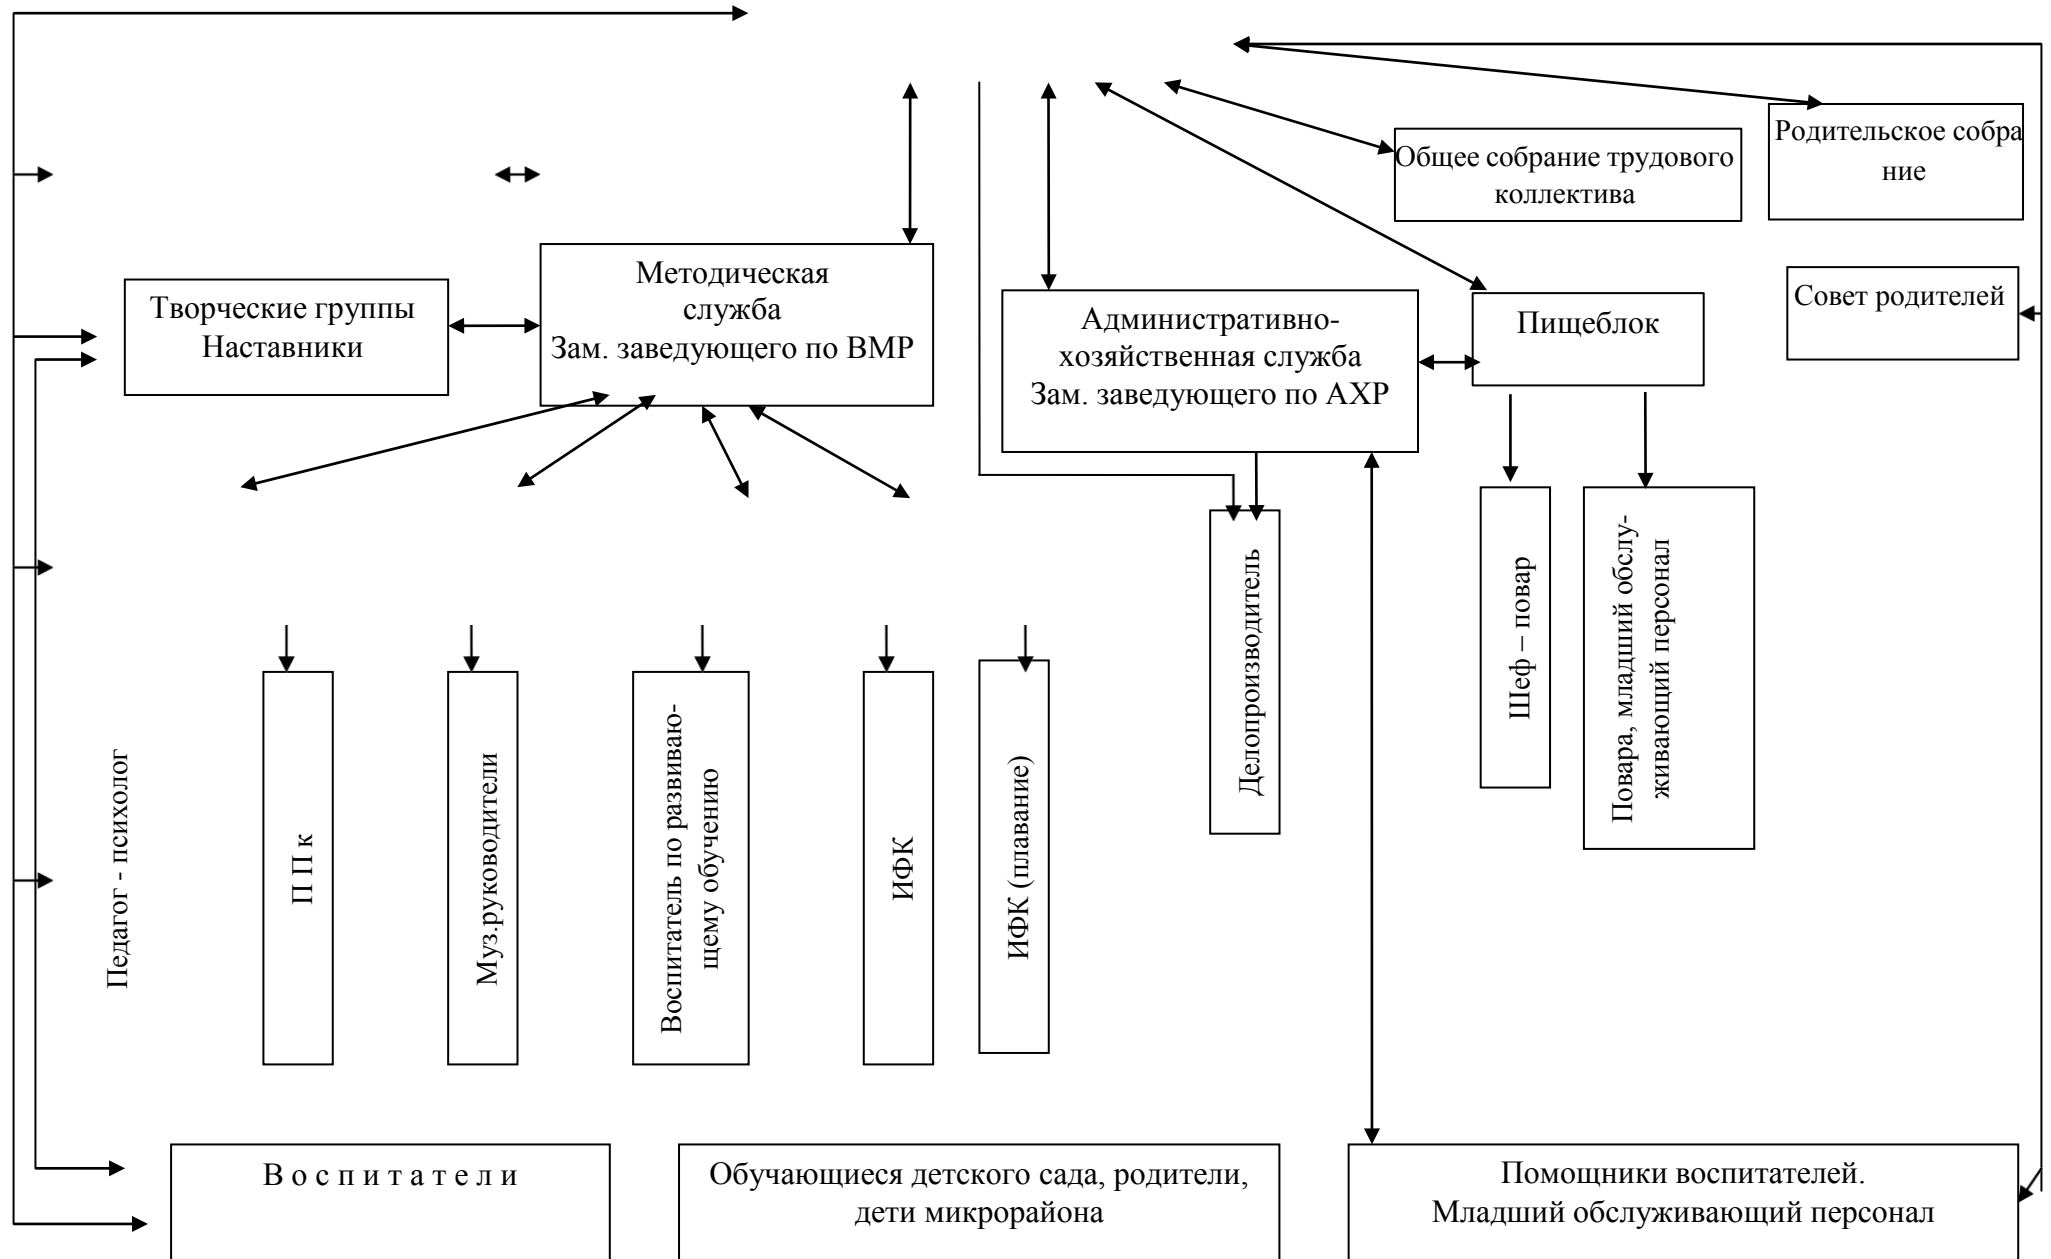 Родительское собра
ние
Общее собрание трудового
коллектива
Методическая
служба
Зам. заведующего по ВМР
Творческие группы
Наставники
Административно-
хозяйственная служба
Зам. заведующего по АХР
Пищеблок
Совет родителей
Педагог - психолог
П П к
Муз.руководители
Воспитатель по развиваю-
щему обучению
ИФК
ИФК (плавание)
Делопроизводитель
Шеф – повар
Повара, младший обслу-
живающий персонал
В о с п и т а т е л и
Обучающиеся детского сада, родители,
дети микрорайона
Помощники воспитателей.
Младший обслуживающий персонал